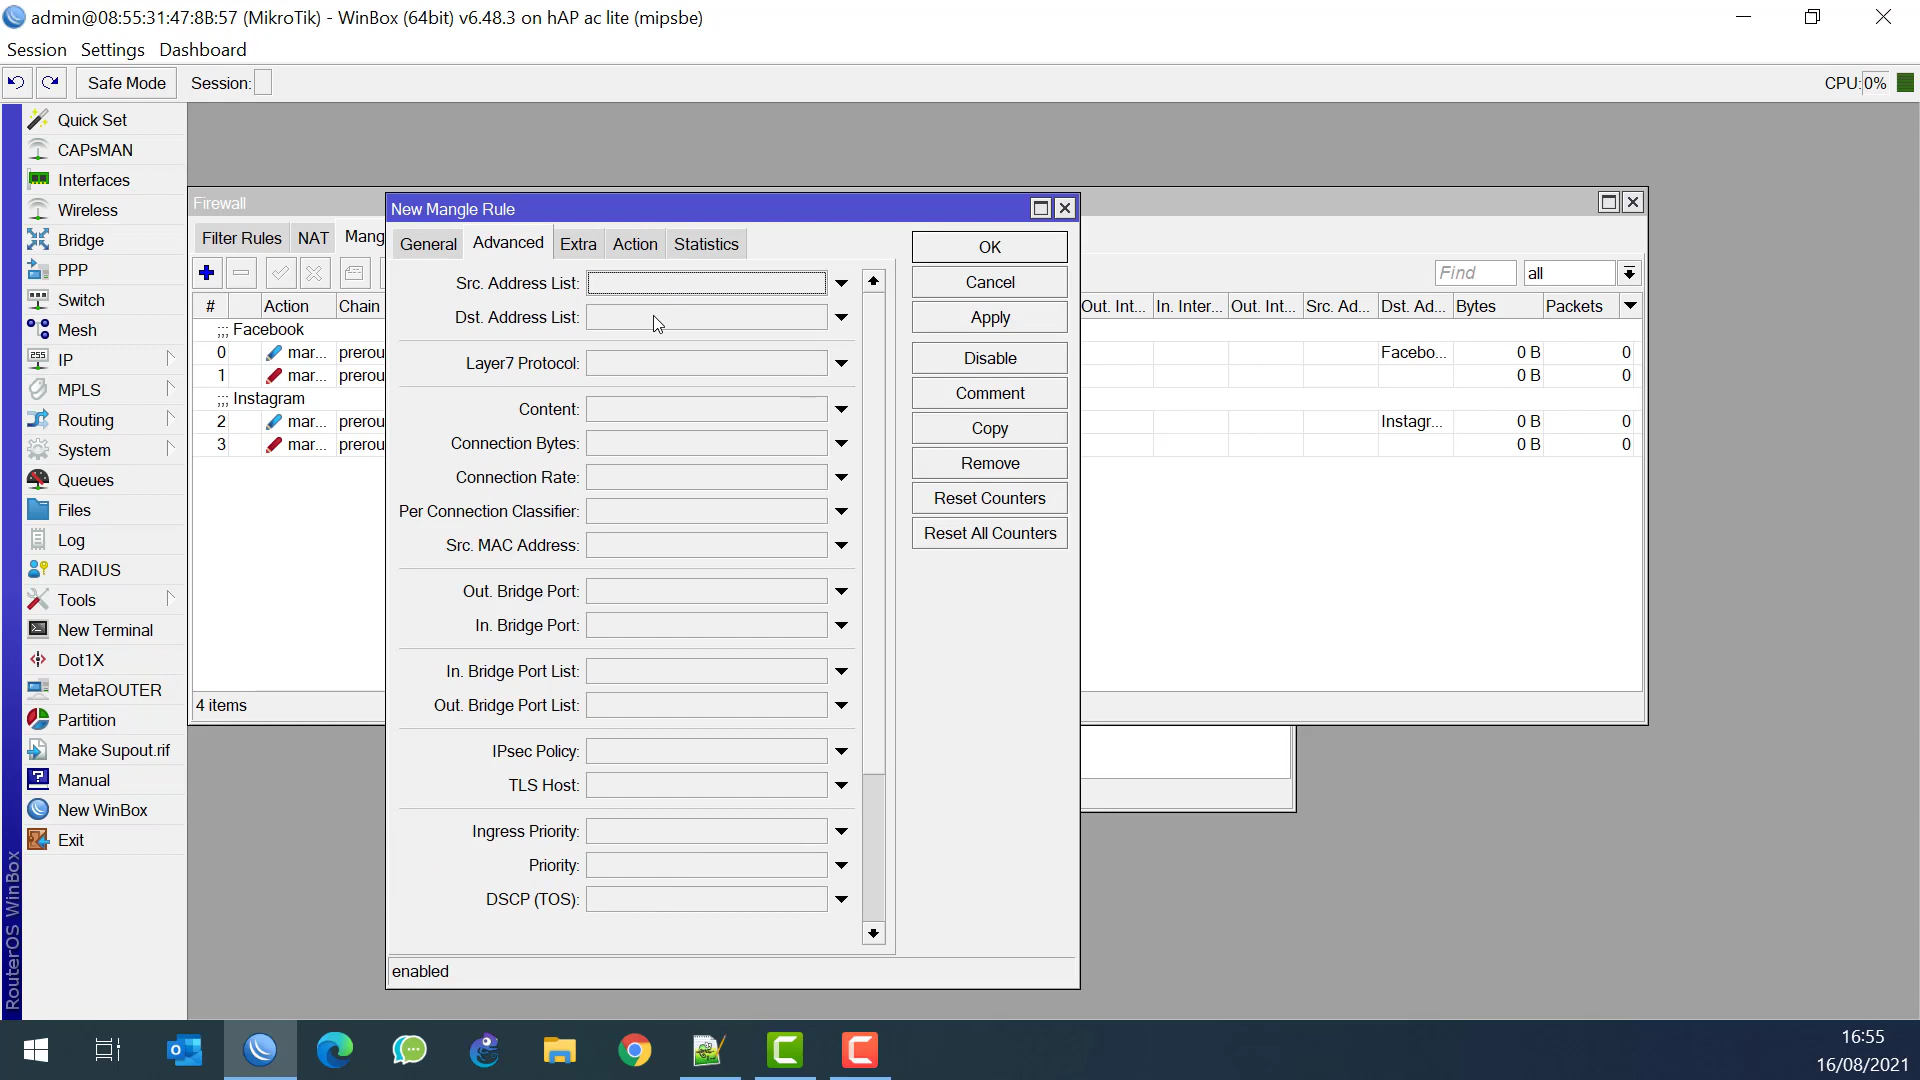 admin@08:55:31:47:8B:57 (MikroTik) - WinBox (64bit) v6.48.3 on hAP ac lite (mipsbe)
Session Settings Dashboard
Safe Mode Session: CPU:0%
Quick Set
CAPsMAN
Interfaces
Wireless
Bridge
PPP
Switch
Mesh
IP
MPLS
Routing
System
Queues
Files
Log
RADIUS
Tools
New Terminal
Dot1X
MetaROUTER
Partition
Make Supout.rif
Manual
New WinBox
Exit
RouterOS WinBox
Firewall
Filter Rules NAT Mang
Find all
# Action Chain Out. Int... In. Inter... Out. Int... Src. Ad... Dst. Ad... Bytes Packets
;;; Facebook
0 mar... prerou Facebo... 0 B 0
1 mar... prerou 0 B 0
;;; Instagram
2 mar... prerou Instagr... 0 B 0
3 mar... prerou 0 B 0
4 items
New Mangle Rule
General Advanced Extra Action Statistics
Src. Address List:
Dst. Address List:
Layer7 Protocol:
Content:
Connection Bytes:
Connection Rate:
Per Connection Classifier:
Src. MAC Address:
Out. Bridge Port:
In. Bridge Port:
In. Bridge Port List:
Out. Bridge Port List:
IPsec Policy:
TLS Host:
Ingress Priority:
Priority:
DSCP (TOS):
OK
Cancel
Apply
Disable
Comment
Copy
Remove
Reset Counters
Reset All Counters
enabled
16:55
16/08/2021